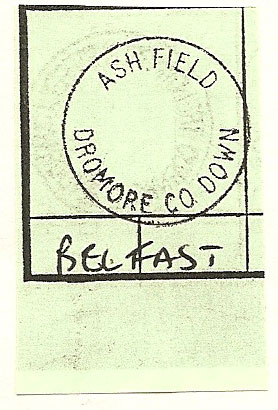 ASH FIELD
DROMORE CO. DOWN
BELFAST